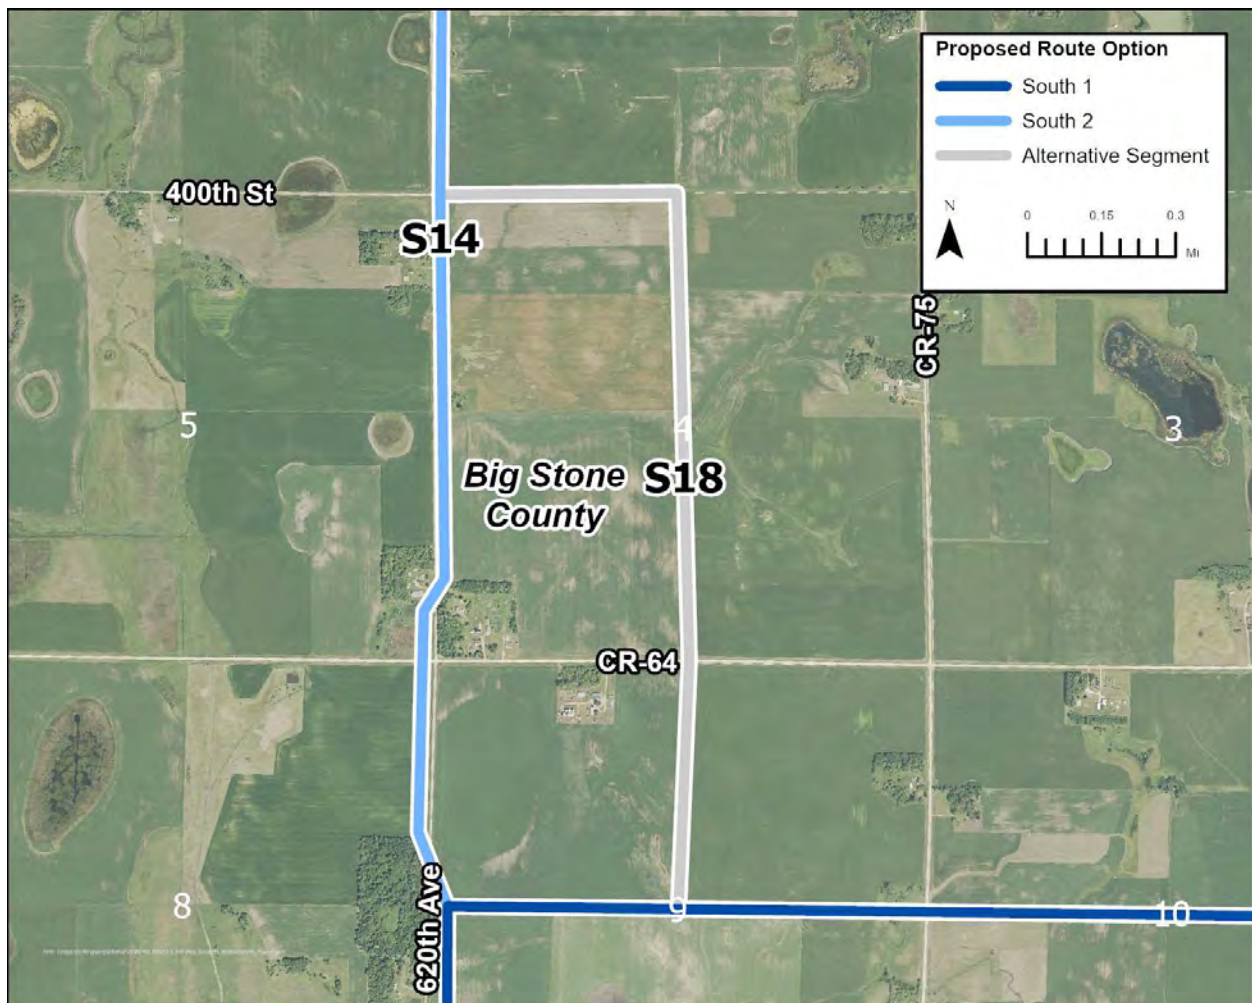 Proposed Route Option
South 1
South 2
Alternative Segment
N
0 0.15 0.3
Mi
400th St
S14
CR-75
5
4
3
Big Stone
County
S18
CR-64
8
9
10
620th Ave